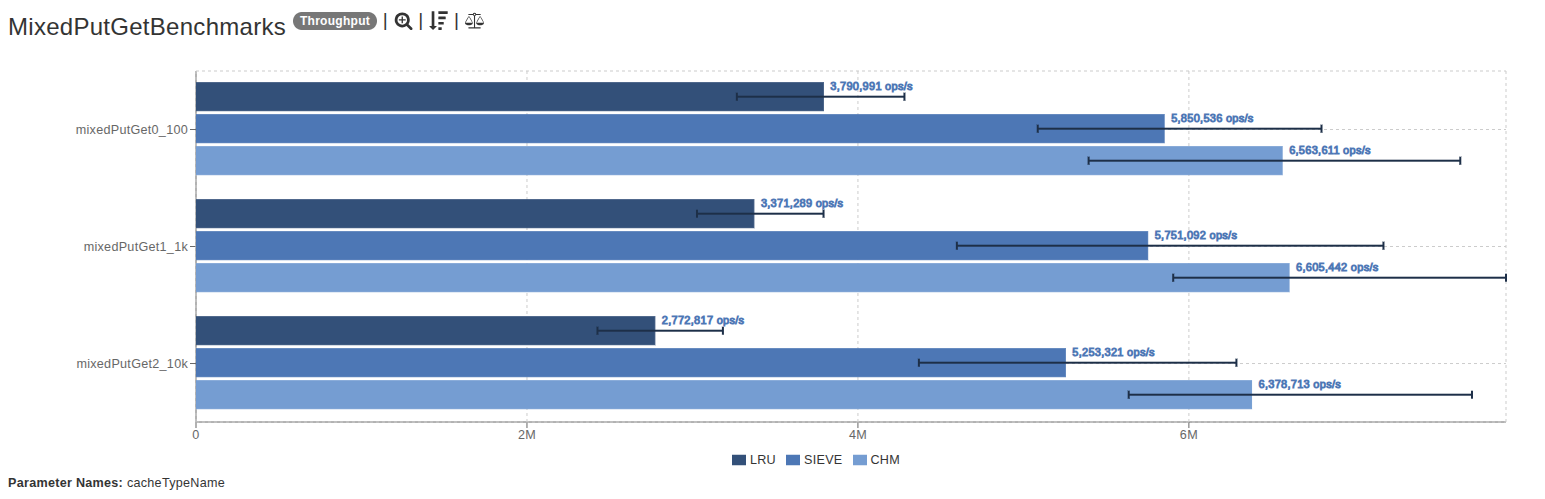 MixedPutGetBenchmarks Throughput | | |
3,790,991 ops/s
mixedPutGet0_100
5,850,536 ops/s
6,563,611 ops/s
3,371,289 ops/s
mixedPutGet1_1k
5,751,092 ops/s
6,605,442 ops/s
2,772,817 ops/s
mixedPutGet2_10k
5,253,321 ops/s
6,378,713 ops/s
0 2M 4M 6M
LRU SIEVE CHM
Parameter Names: cacheTypeName